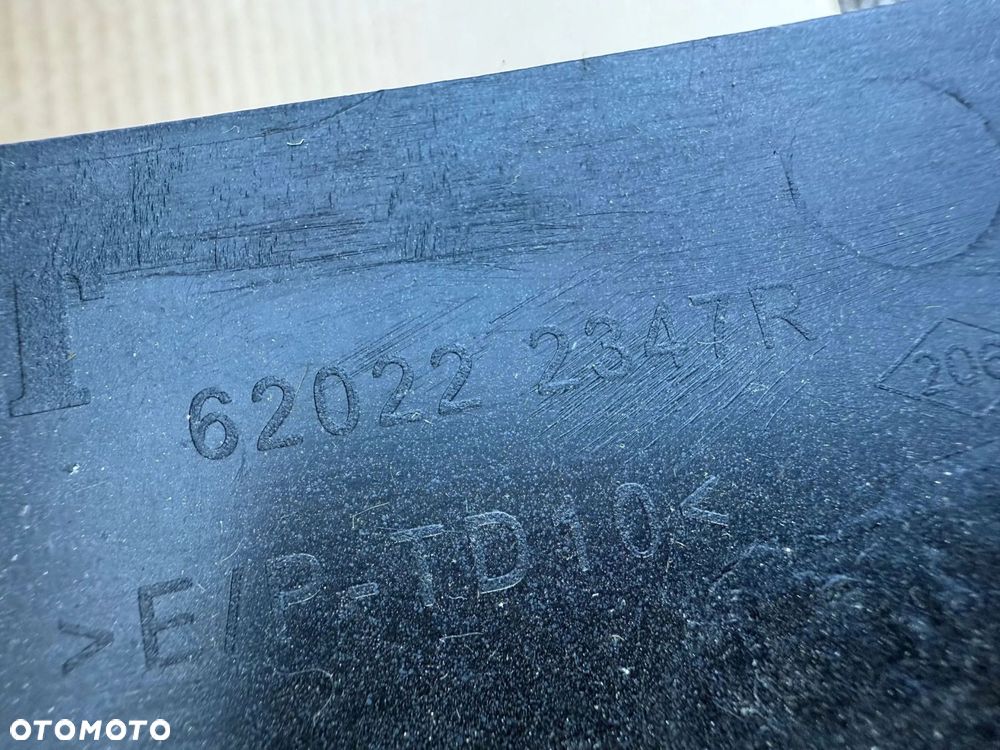 62022 2347R
>E/P-TD10<
OTOMOTO